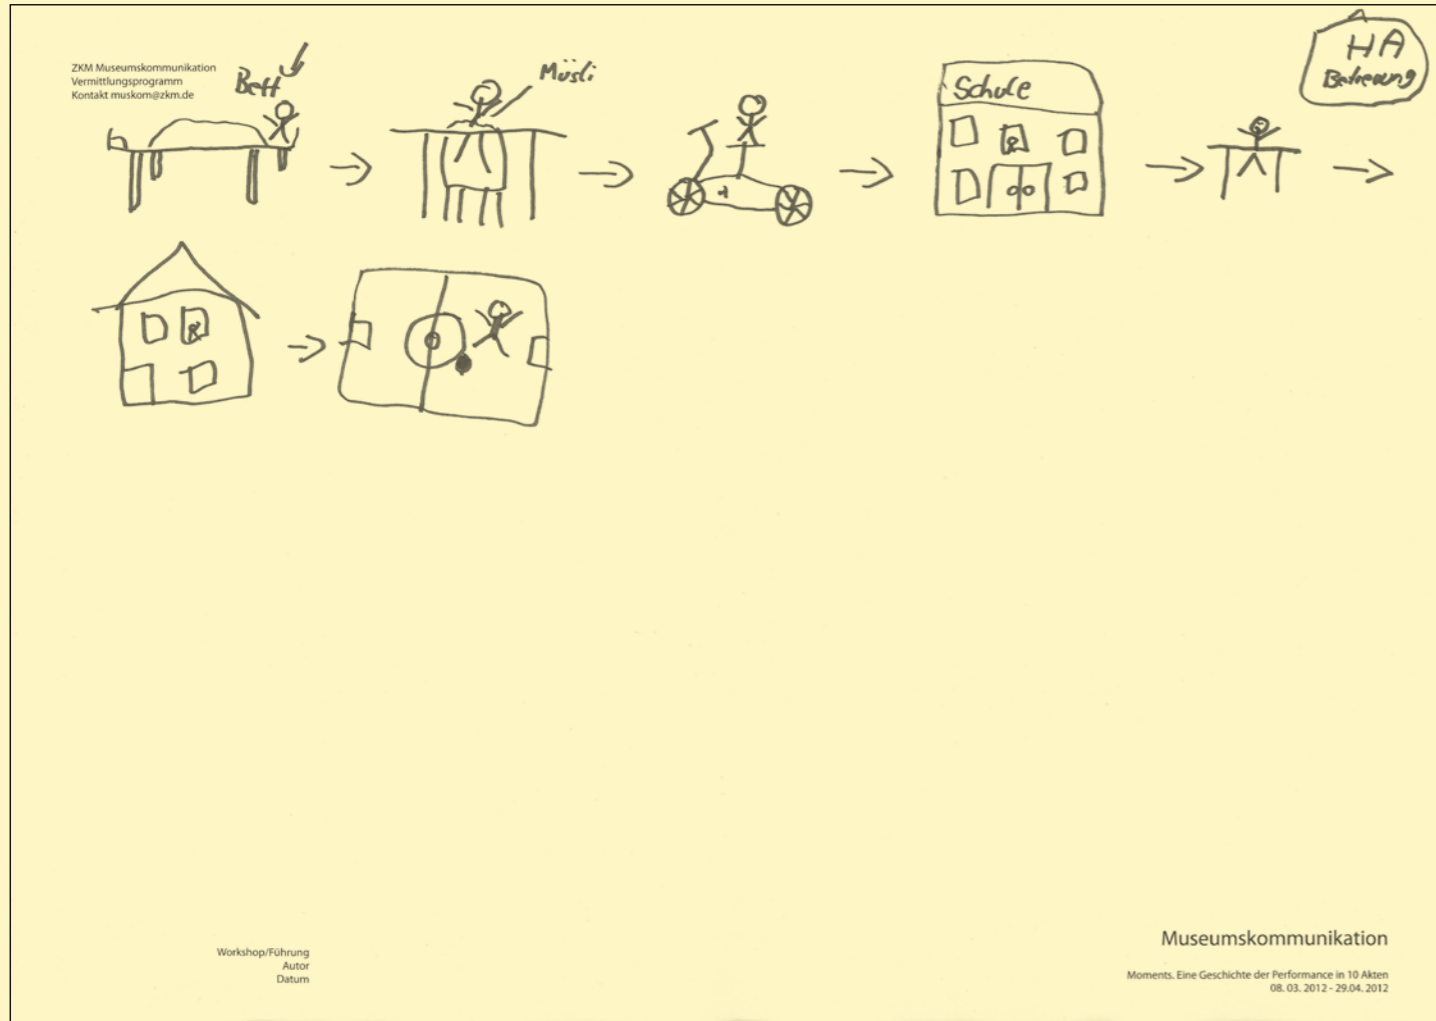 ZKM Museumskommunikation
Vermittlungsprogramm
Kontakt muskom@zkm.de
Bett
Müsli
Schule
HA
Betreuung
Workshop/Führung
Autor
Datum
Museumskommunikation
Moments. Eine Geschichte der Performance in 10 Akten
08. 03. 2012 - 29.04. 2012